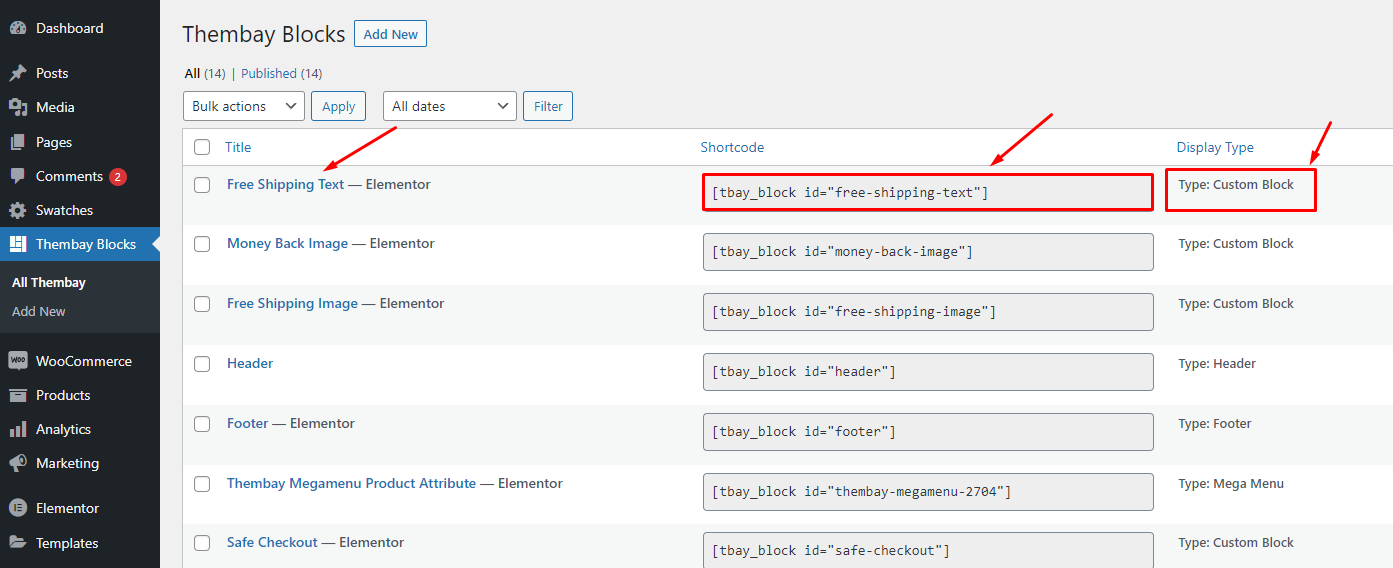 Dashboard
Posts
Media
Pages
Comments 2
Swatches
Thembay Blocks
All Thembay
Add New
WooCommerce
Products
Analytics
Marketing
Elementor
Templates
Thembay Blocks Add New
All (14) | Published (14)
Bulk actions Apply All dates Filter
Title Shortcode Display Type
Free Shipping Text — Elementor [tbay_block id="free-shipping-text"] Type: Custom Block
Money Back Image — Elementor [tbay_block id="money-back-image"] Type: Custom Block
Free Shipping Image — Elementor [tbay_block id="free-shipping-image"] Type: Custom Block
Header [tbay_block id="header"] Type: Header
Footer — Elementor [tbay_block id="footer"] Type: Footer
Thembay Megamenu Product Attribute — Elementor [tbay_block id="thembay-megamenu-2704"] Type: Mega Menu
Safe Checkout — Elementor [tbay_block id="safe-checkout"] Type: Custom Block